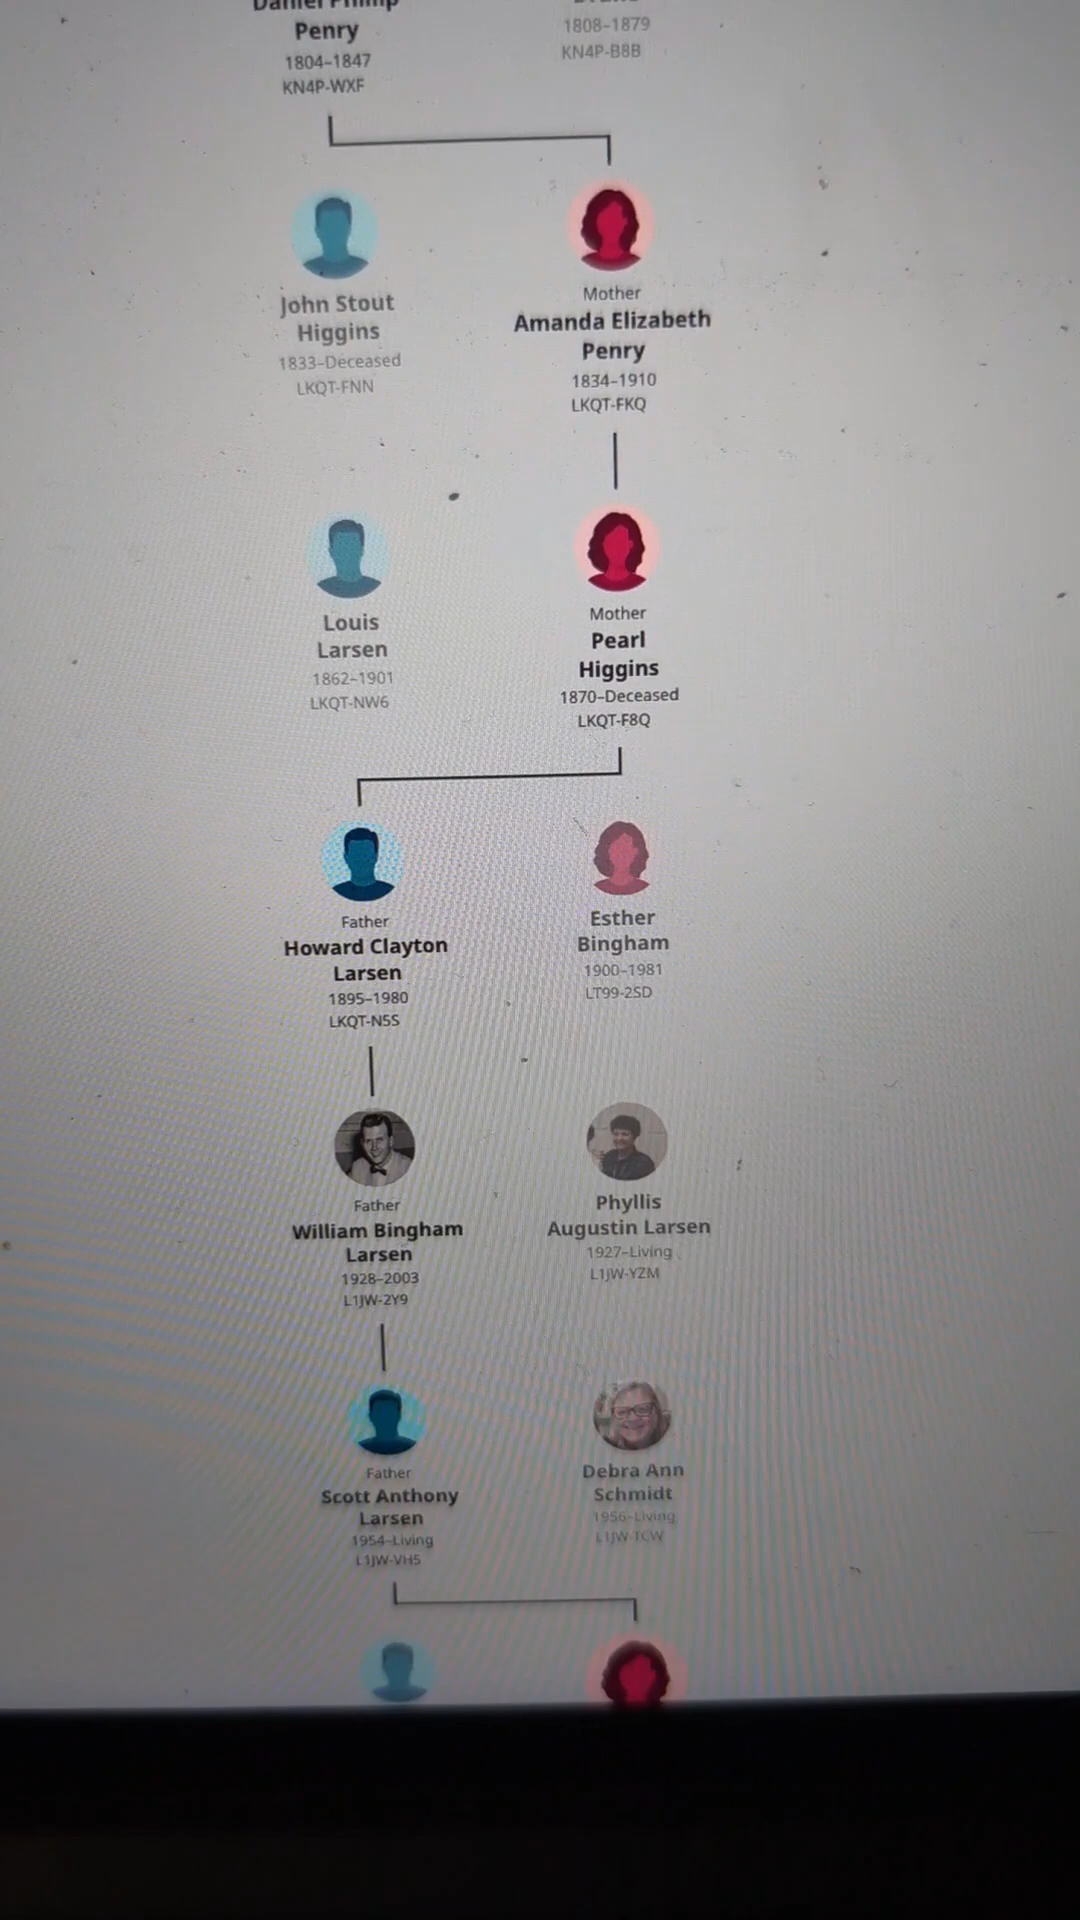 Daniel Phillip
Penry
1804–1847
KN4P-WXF
1808–1879
KN4P-B8B
John Stout
Higgins
1833–Deceased
LKQT-FNN
Mother
Amanda Elizabeth
Penry
1834–1910
LKQT-FKQ
Louis
Larsen
1862–1901
LKQT-NW6
Mother
Pearl
Higgins
1870–Deceased
LKQT-F8Q
Father
Howard Clayton
Larsen
1895–1980
LKQT-N5S
Esther
Bingham
1900–1981
LT99-2SD
Father
William Bingham
Larsen
1928–2003
L1JW-2Y9
Phyllis
Augustin Larsen
1927–Living
L1JW-YZM
Father
Scott Anthony
Larsen
1954–Living
L1JW-VH5
Debra Ann
Schmidt
1956–Living
L1JW-TCW